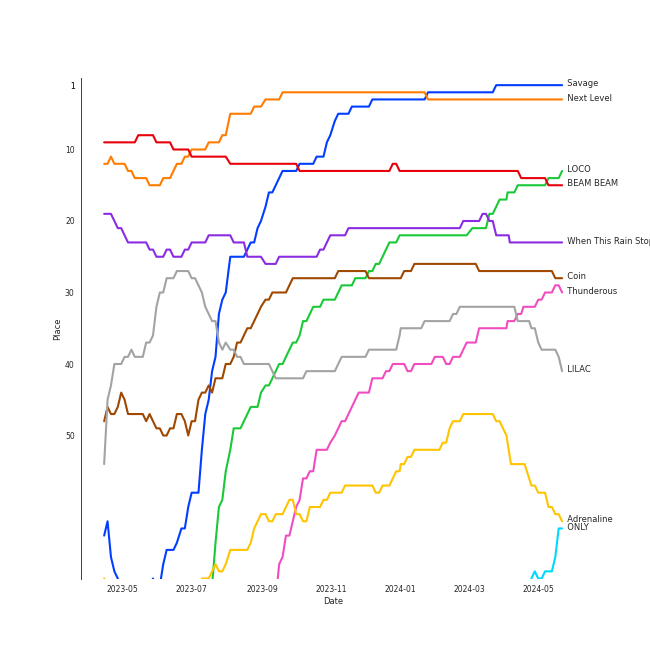 Savage
1
Next Level
10
LOCO
BEAM BEAM
20
When This Rain Stop
Coin
30
Thunderous
Place
40
LILAC
50
Adrenaline
ONLY
2023-05
2023-07
2023-09
2023-11
2024-01
2024-03
2024-05
Date